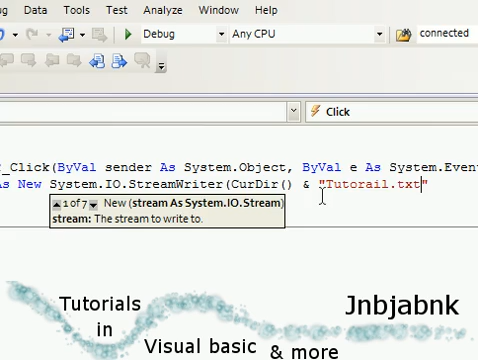 Data Tools Test Analyze Window Help
Debug Any CPU connected
Click
_Click(ByVal sender As System.Object, ByVal e As System.Event
As New System.IO.StreamWriter(CurDir() & "Tutorail.txt"
1 of 7 New (stream As System.IO.Stream)
stream: The stream to write to.
Tutorials
in
Visual basic
& more
Jnbjabnk